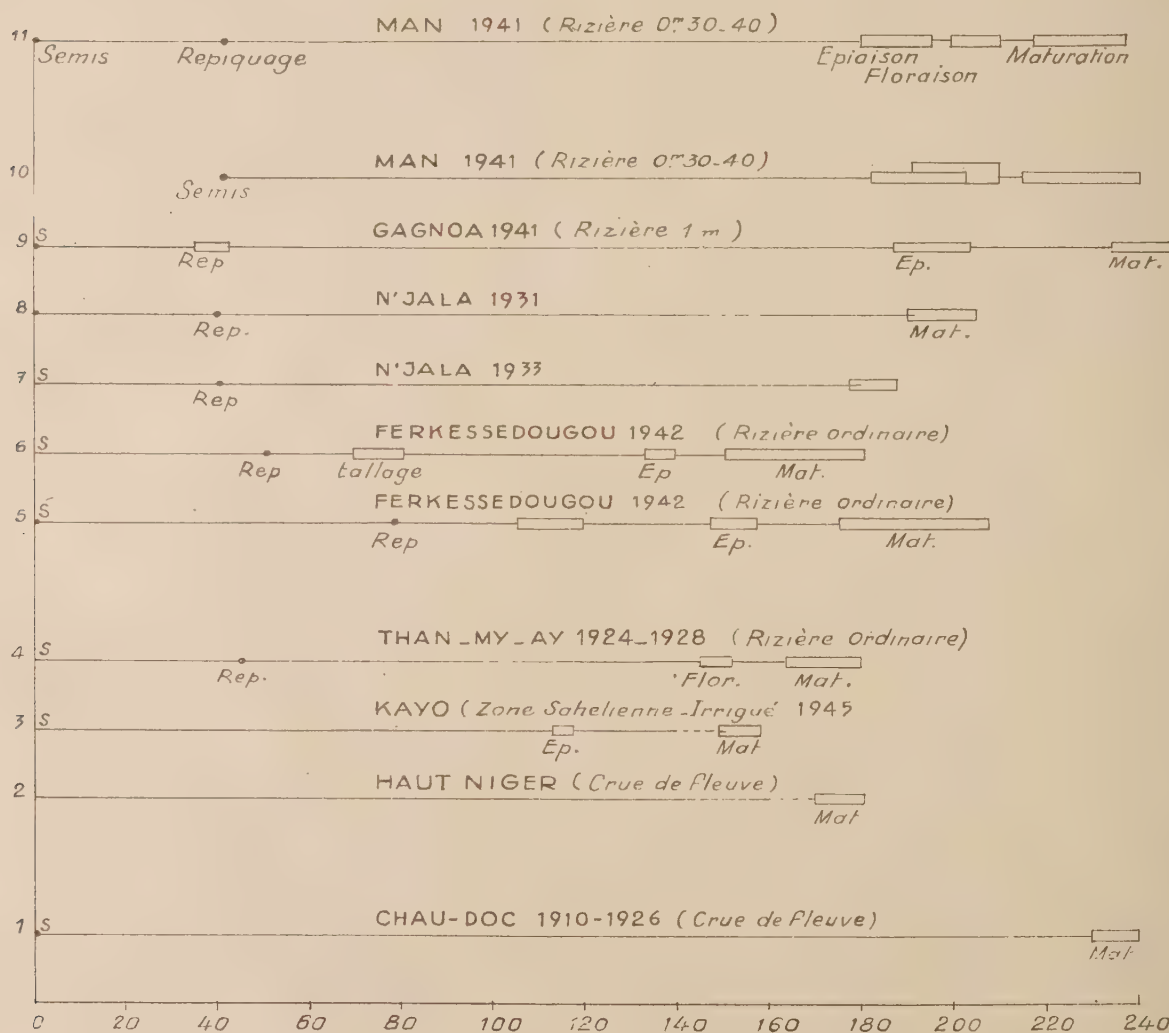 MAN 1941 (Rizière 0m30-40)
11 Semis Repiquage Epiaison Maturation
Floraison
MAN 1941 (Rizière 0m30-40)
10 Semis
GAGNOA 1941 (Rizière 1 m)
9 S Rep Ep. Mat.
N'JALA 1931
8 Rep. Mat.
N'JALA 1933
7 S Rep
FERKESSEDOUGOU 1942 (Rizière ordinaire)
6 S Rep tallage Ep Mat.
FERKESSEDOUGOU 1942 (Rizière ordinaire)
5 S Rep Ep. Mat.
THAN_MY_AY 1924_1928 (Rizière Ordinaire)
4 S Rep. Flor. Mat.
KAYO (Zone Sahelienne-Irrigué 1945
3 S Ep. Mat
HAUT NIGER (Crue de fleuve)
2 Mat
CHAU-DOC 1910-1926 (Crue de fleuve)
1 S Mat
0 20 40 60 80 100 120 140 160 180 200 220 240